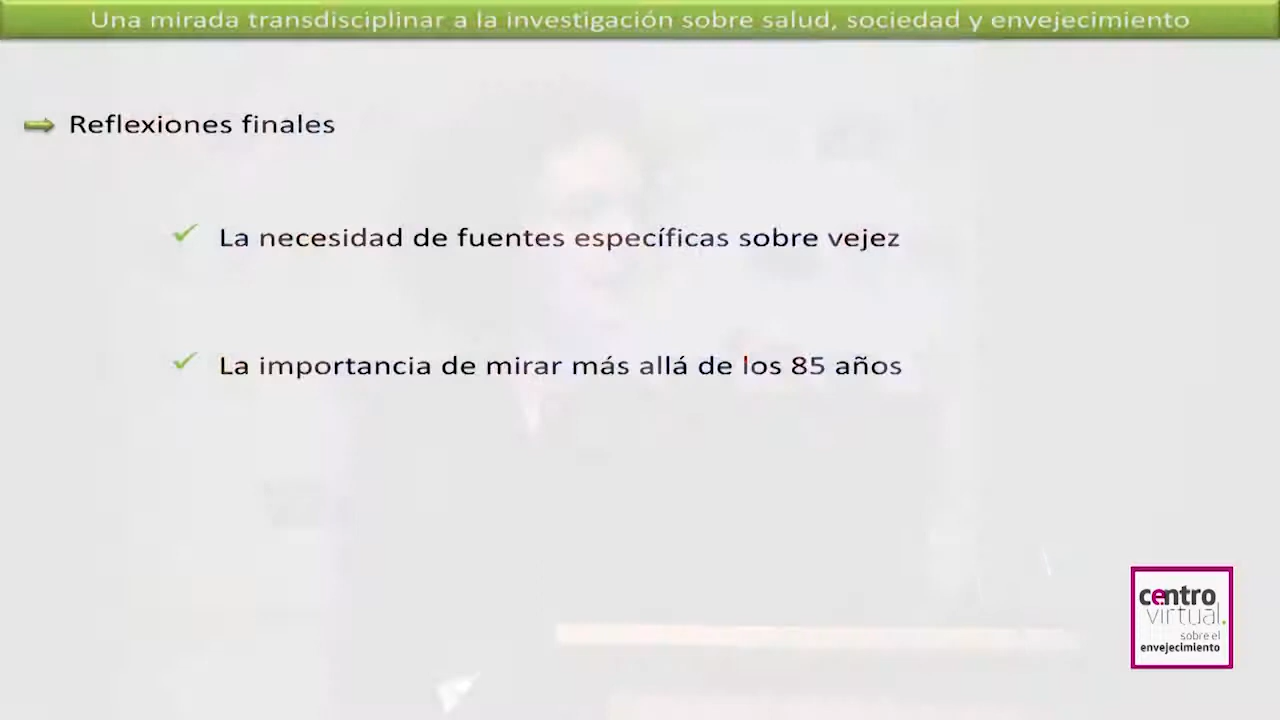 Una mirada transdisciplinar a la investigación sobre salud, sociedad y envejecimiento
Reflexiones finales
La necesidad de fuentes específicas sobre vejez
La importancia de mirar más allá de los 85 años
centro
virtual.
sobre el
envejecimiento